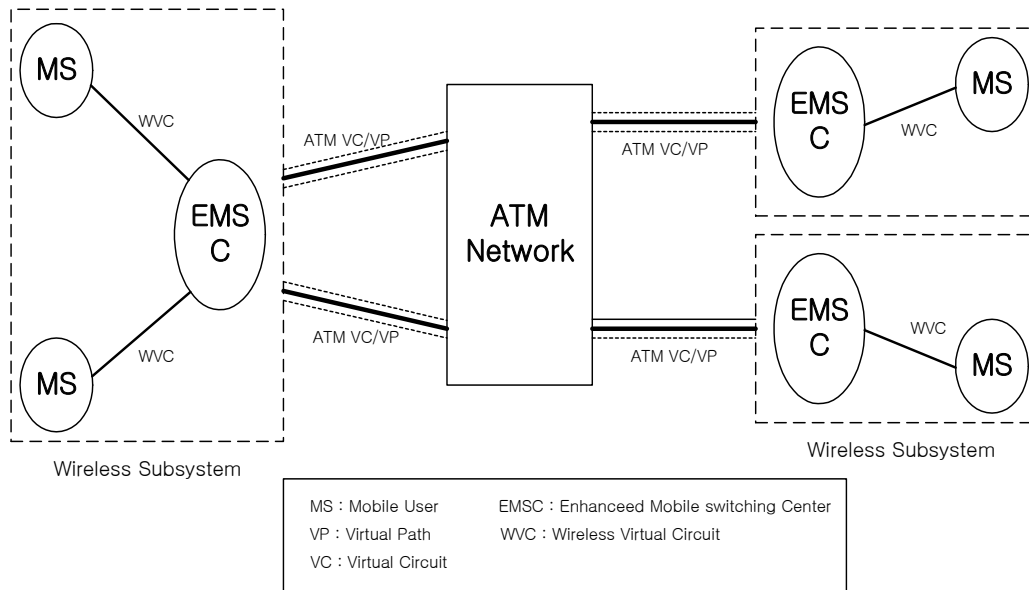 MS
WVC
EMS
C
WVC
MS
Wireless Subsystem
ATM VC/VP
ATM VC/VP
ATM
Network
ATM VC/VP
ATM VC/VP
EMS
C
WVC
MS
EMS
C
WVC
MS
Wireless Subsystem
MS : Mobile User
EMSC : Enhanceed Mobile switching Center
VP : Virtual Path
WVC : Wireless Virtual Circuit
VC : Virtual Circuit